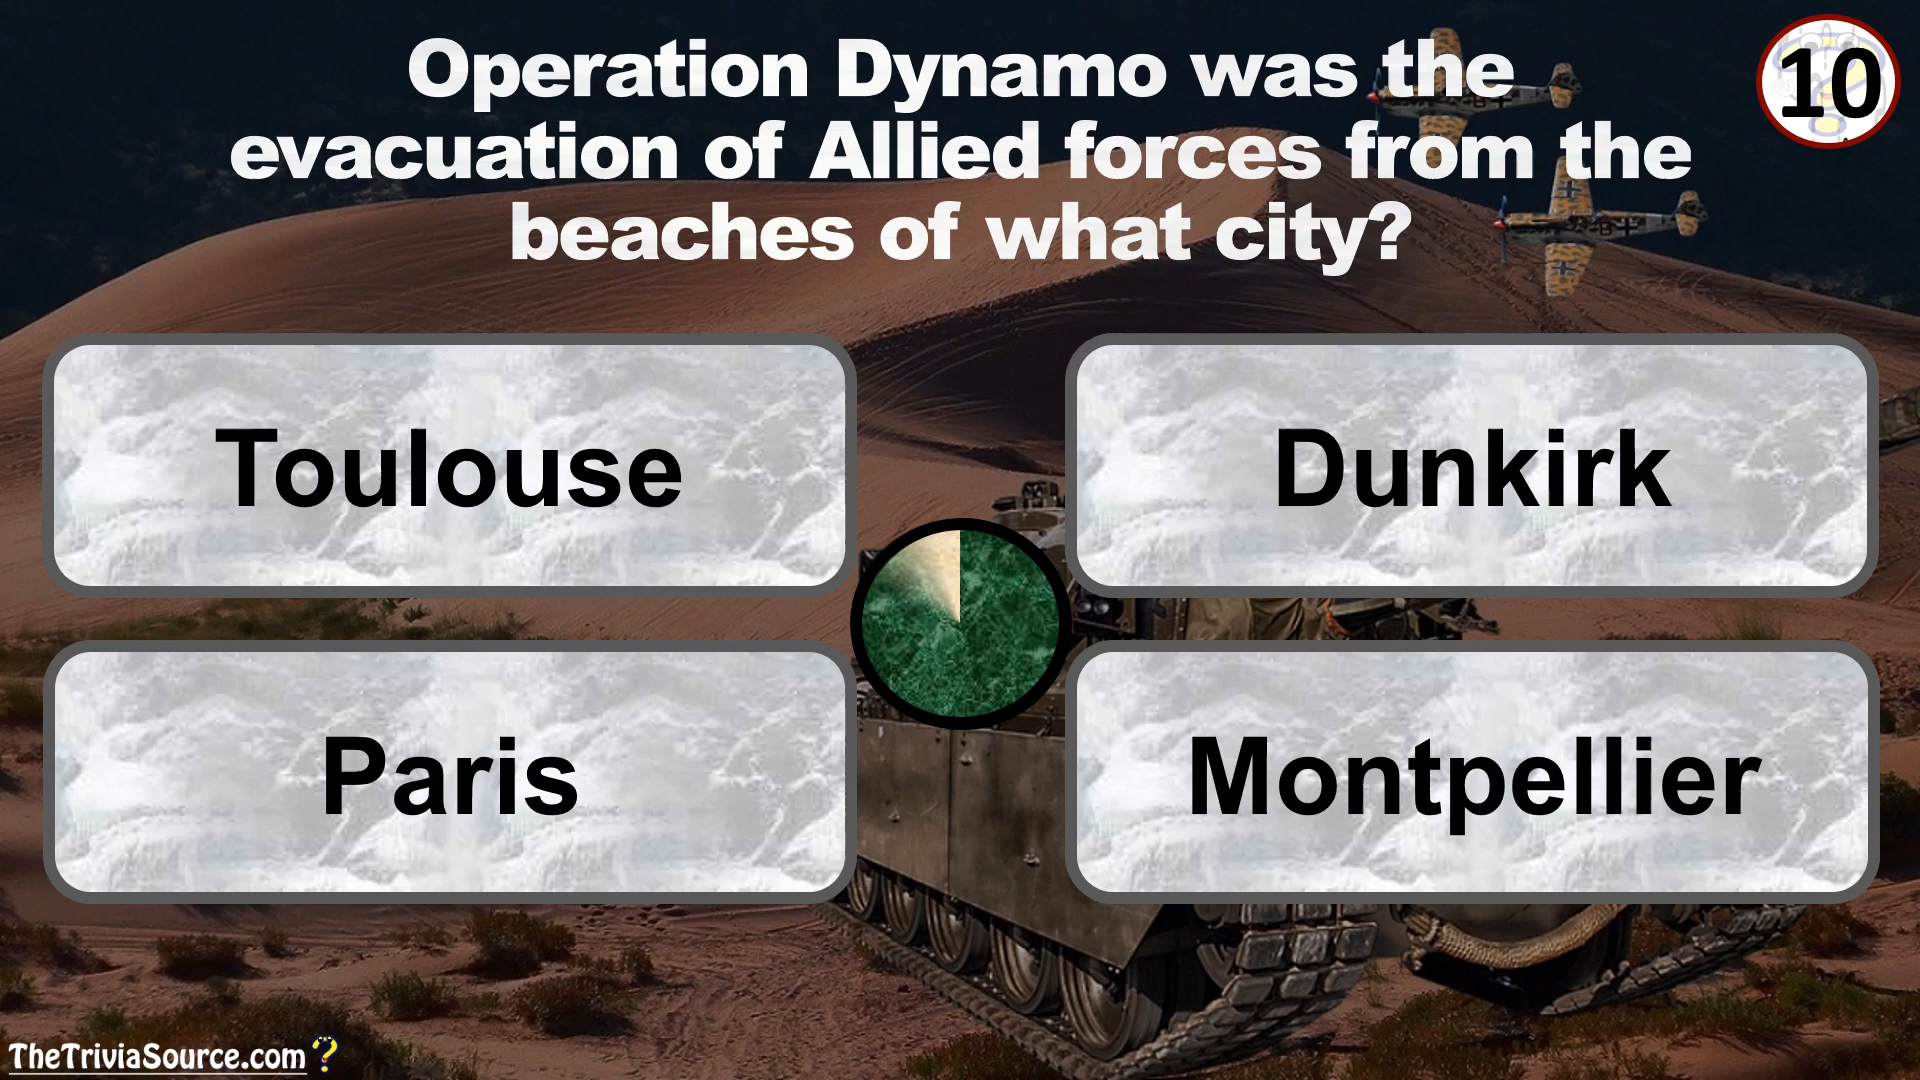 Operation Dynamo was the
evacuation of Allied forces from the
beaches of what city?
10
Toulouse
Dunkirk
Paris
Montpellier
TheTriviaSource.com